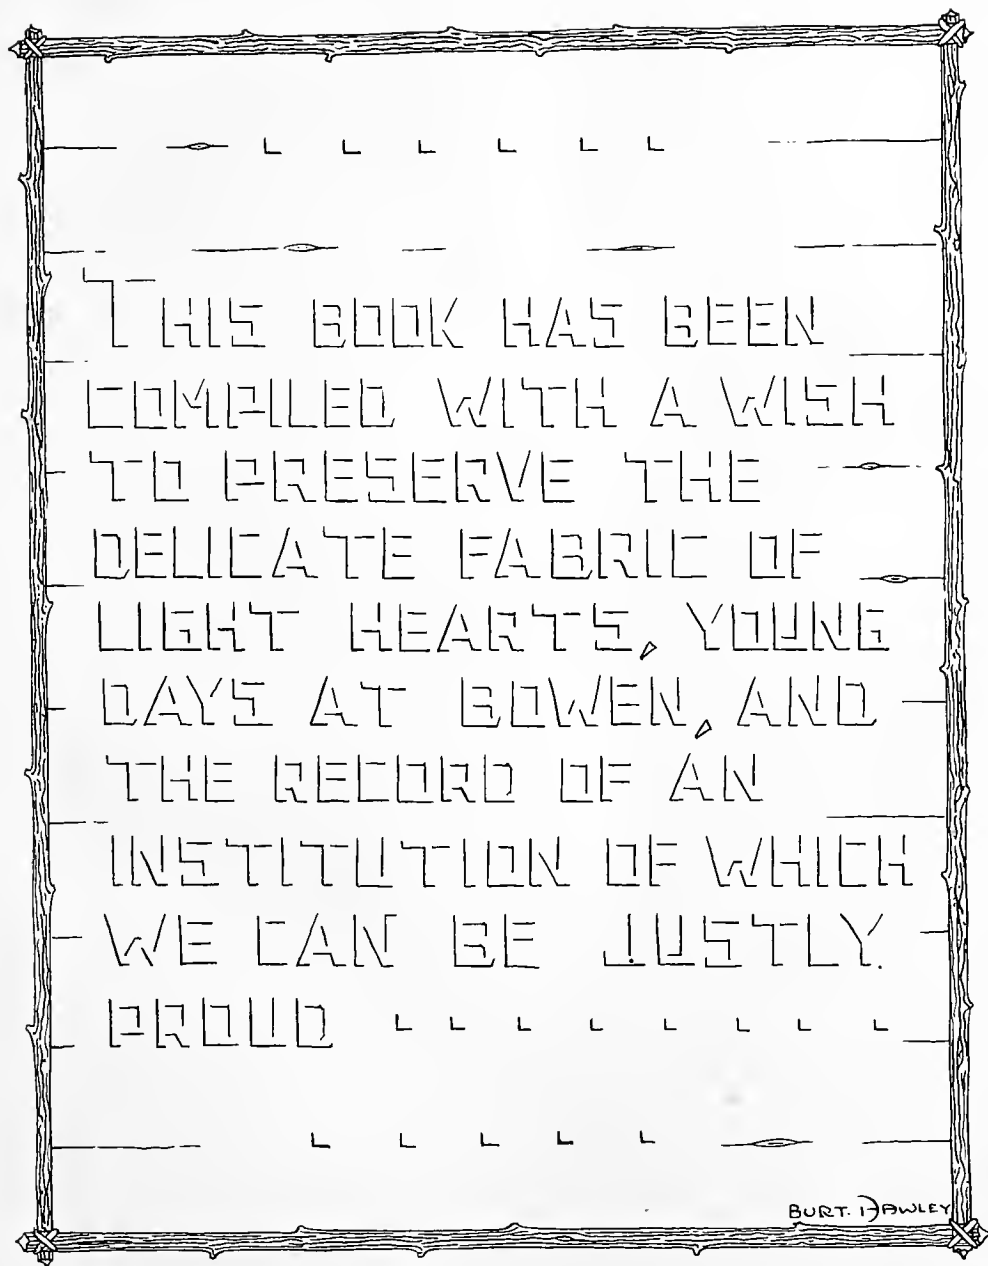 THIS BOOK HAS BEEN
COMPILED WITH A WISH
TO PRESERVE THE
DELICATE FABRIC OF
LIGHT HEARTS, YOUNG
DAYS AT BOWEN, AND
THE RECORD OF AN
INSTITUTION OF WHICH
WE CAN BE JUSTLY
PROUD
BURT. HAWLEY